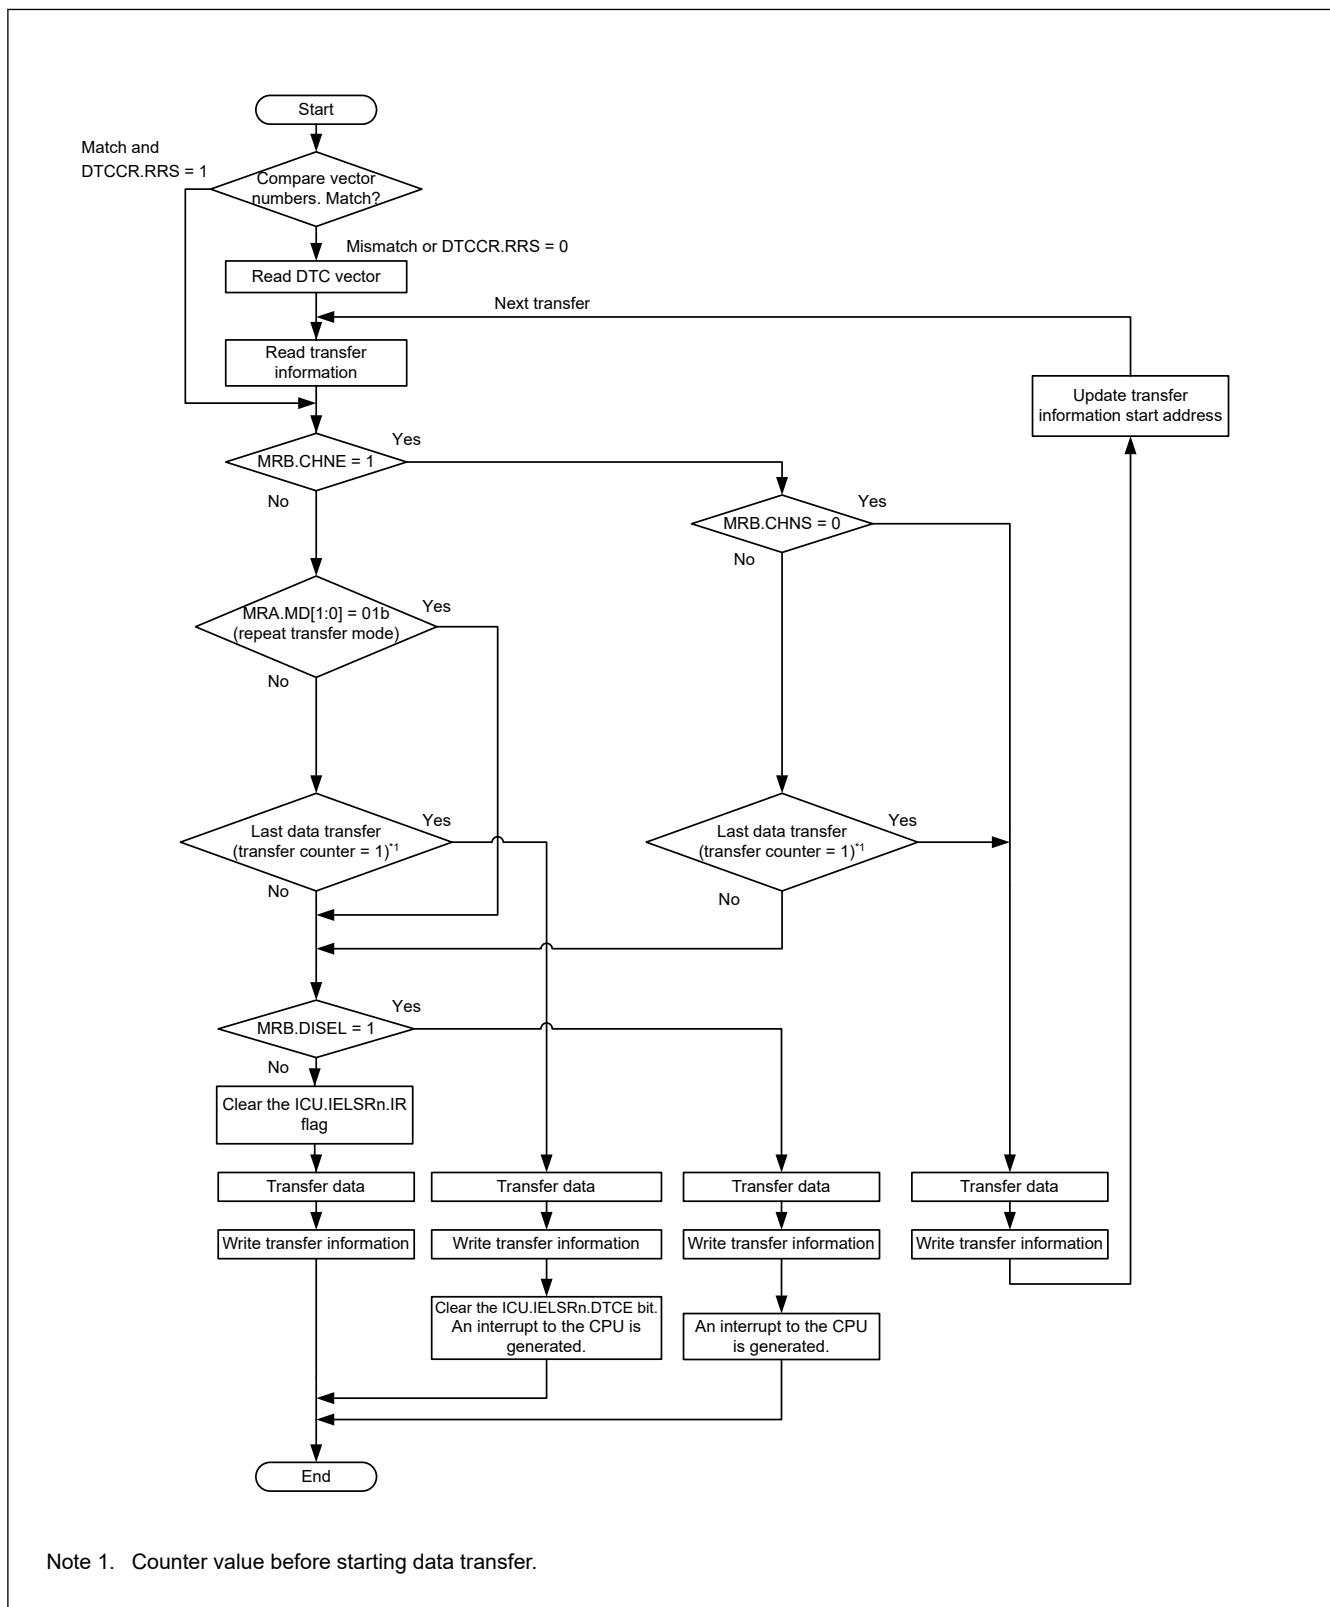 Start
Match and
DTCCR.RRS = 1
Compare vector
numbers. Match?
Mismatch or DTCCR.RRS = 0
Read DTC vector
Next transfer
Read transfer
information
Update transfer
information start address
Yes
MRB.CHNE = 1
No
Yes
MRB.CHNS = 0
No
MRA.MD[1:0] = 01b
(repeat transfer mode)
Yes
No
Last data transfer
(transfer counter = 1)*1
Yes
No
Last data transfer
(transfer counter = 1)*1
Yes
No
Yes
MRB.DISEL = 1
No
Clear the ICU.IELSRn.IR
flag
Transfer data
Transfer data
Transfer data
Transfer data
Write transfer information
Write transfer information
Write transfer information
Write transfer information
Clear the ICU.IELSRn.DTCE bit.
An interrupt to the CPU is
generated.
An interrupt to the CPU
is generated.
End
Note 1. Counter value before starting data transfer.